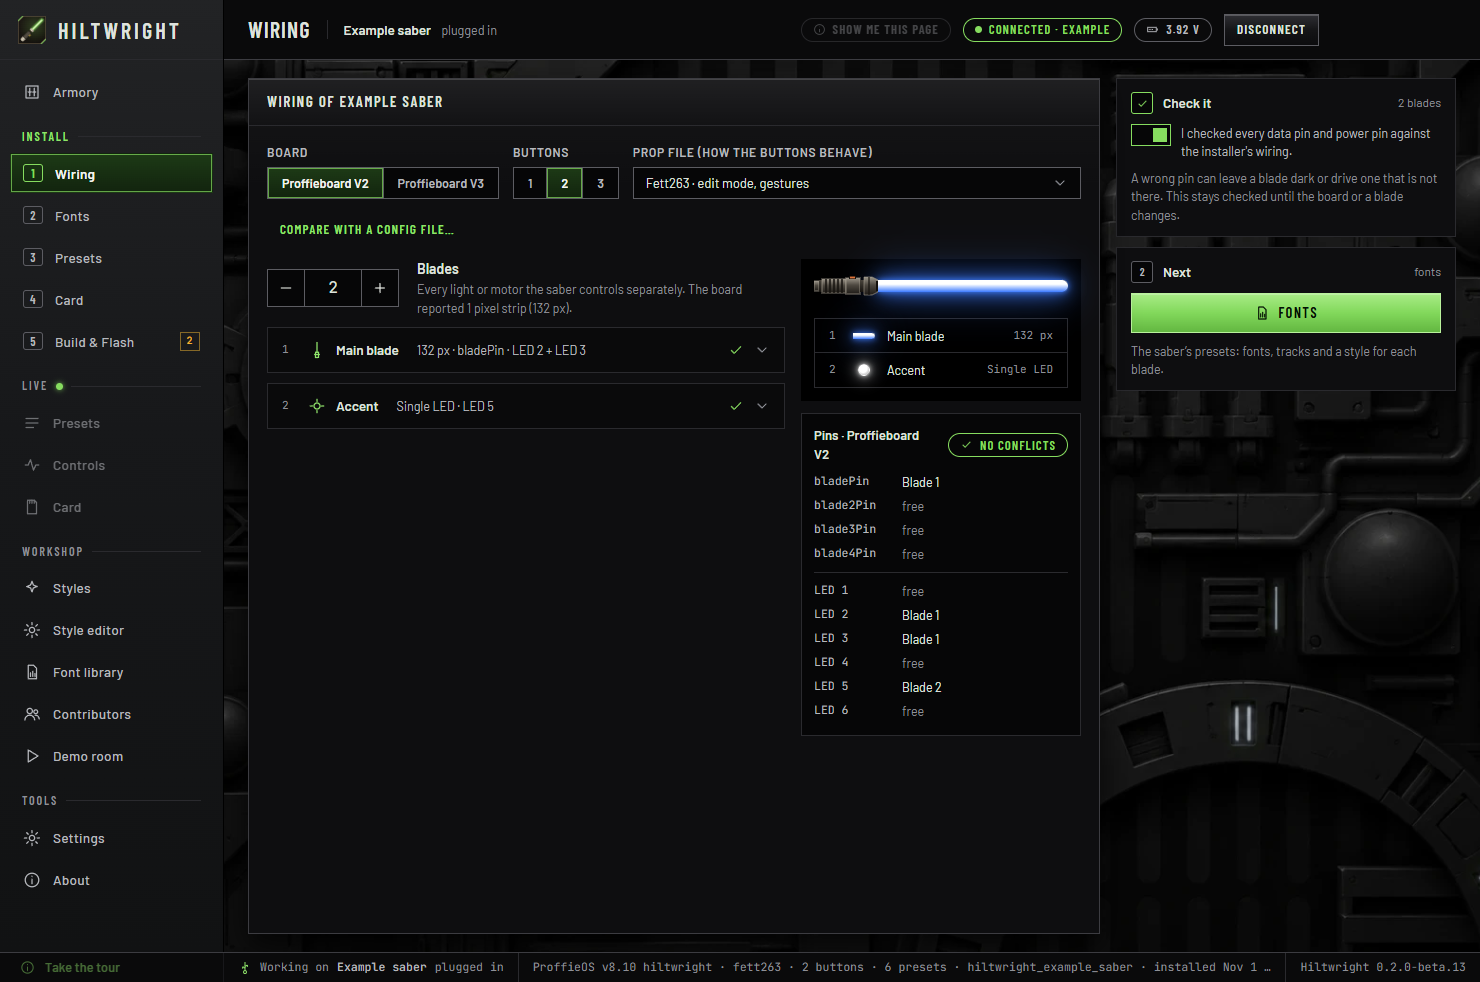 HILTWRIGHT
WIRING
Example saber plugged in
SHOW ME THIS PAGE
CONNECTED · EXAMPLE
3.92 V
DISCONNECT
Armory
INSTALL
1 Wiring
2 Fonts
3 Presets
4 Card
5 Build & Flash 2
LIVE
Presets
Controls
Card
WORKSHOP
Styles
Style editor
Font library
Contributors
Demo room
TOOLS
Settings
About
Take the tour
WIRING OF EXAMPLE SABER
BOARD
Proffieboard V2 Proffieboard V3
BUTTONS
1 2 3
PROP FILE (HOW THE BUTTONS BEHAVE)
Fett263 · edit mode, gestures
COMPARE WITH A CONFIG FILE...
− 2 +
Blades
Every light or motor the saber controls separately. The board
reported 1 pixel strip (132 px).
1 Main blade 132 px · bladePin · LED 2 + LED 3
2 Accent Single LED · LED 5
1 Main blade 132 px
2 Accent Single LED
Pins · Proffieboard
V2
NO CONFLICTS
bladePin Blade 1
blade2Pin free
blade3Pin free
blade4Pin free
LED 1 free
LED 2 Blade 1
LED 3 Blade 1
LED 4 free
LED 5 Blade 2
LED 6 free
Check it 2 blades
I checked every data pin and power pin against
the installer's wiring.
A wrong pin can leave a blade dark or drive one that is not
there. This stays checked until the board or a blade
changes.
2 Next fonts
FONTS
The saber's presets: fonts, tracks and a style for each
blade.
Working on Example saber plugged in
ProffieOS v8.10 hiltwright · fett263 · 2 buttons · 6 presets · hiltwright_example_saber · installed Nov 1 …
Hiltwright 0.2.0-beta.13